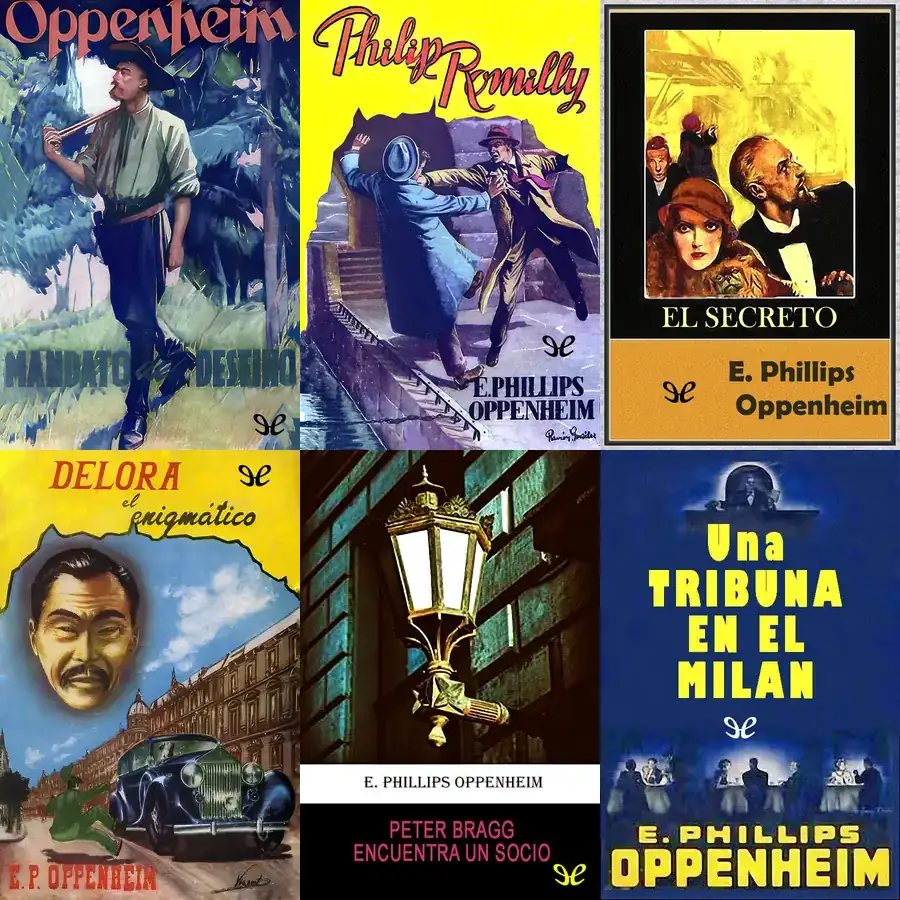 Oppenheim
MANDATO del DESTINO
Philip
Romilly
E. PHILLIPS
OPPENHEIM
EL SECRETO
E. Phillips
Oppenheim
DELORA
el
enigmático
E. P. OPPENHEIM
E. PHILLIPS OPPENHEIM
PETER BRAGG
ENCUENTRA UN SOCIO
Una
TRIBUNA
EN EL
MILAN
E. PHILLIPS
OPPENHEIM